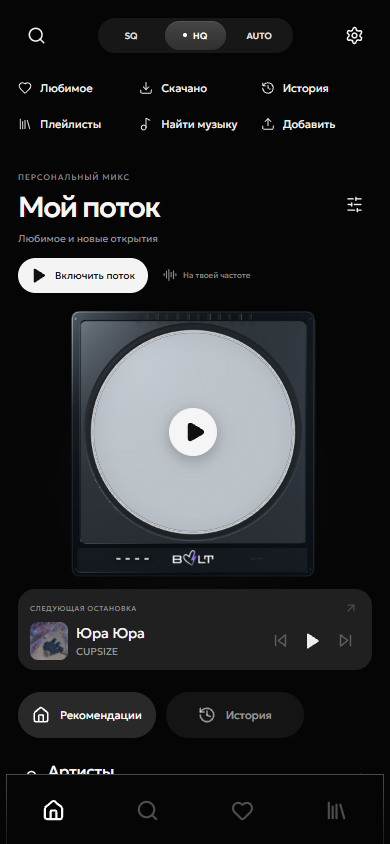 SQ
HQ
AUTO
Любимое
Скачано
История
Плейлисты
Найти музыку
Добавить
ПЕРСОНАЛЬНЫЙ МИКС
Мой поток
Любимое и новые открытия
Включить поток
На твоей частоте
BOLT
СЛЕДУЮЩАЯ ОСТАНОВКА
Юра Юра
CUPSIZE
Рекомендации
История
Артисты